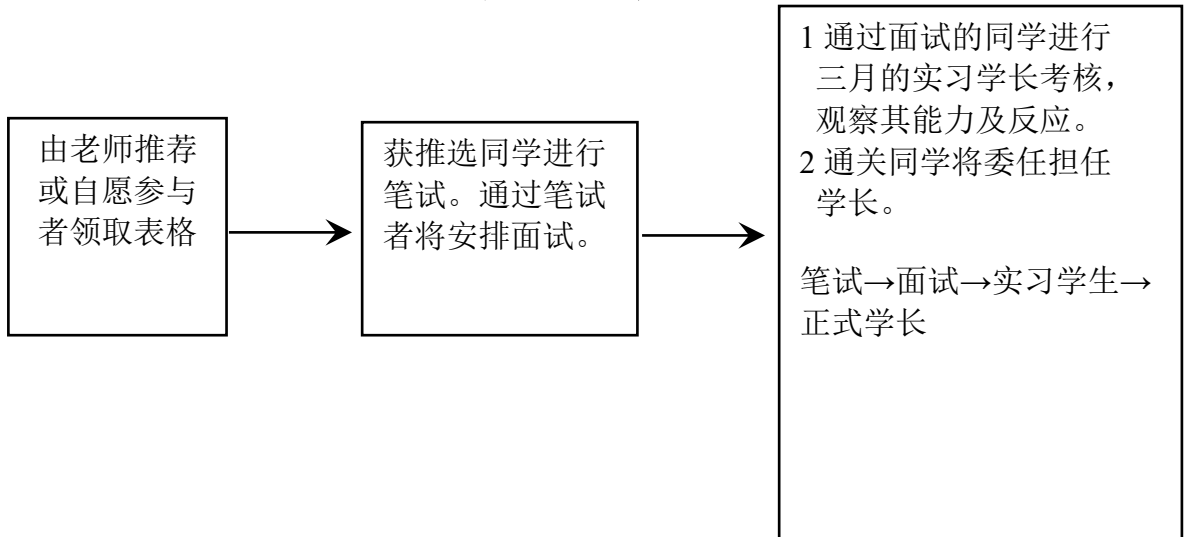 由老师推荐
或自愿参与
者领取表格
获推选同学进行
笔试。通过笔试
者将安排面试。
1 通过面试的同学进行
三月的实习学长考核，
观察其能力及反应。
2 通关同学将委任担任
学长。
笔试→面试→实习学生→
正式学长